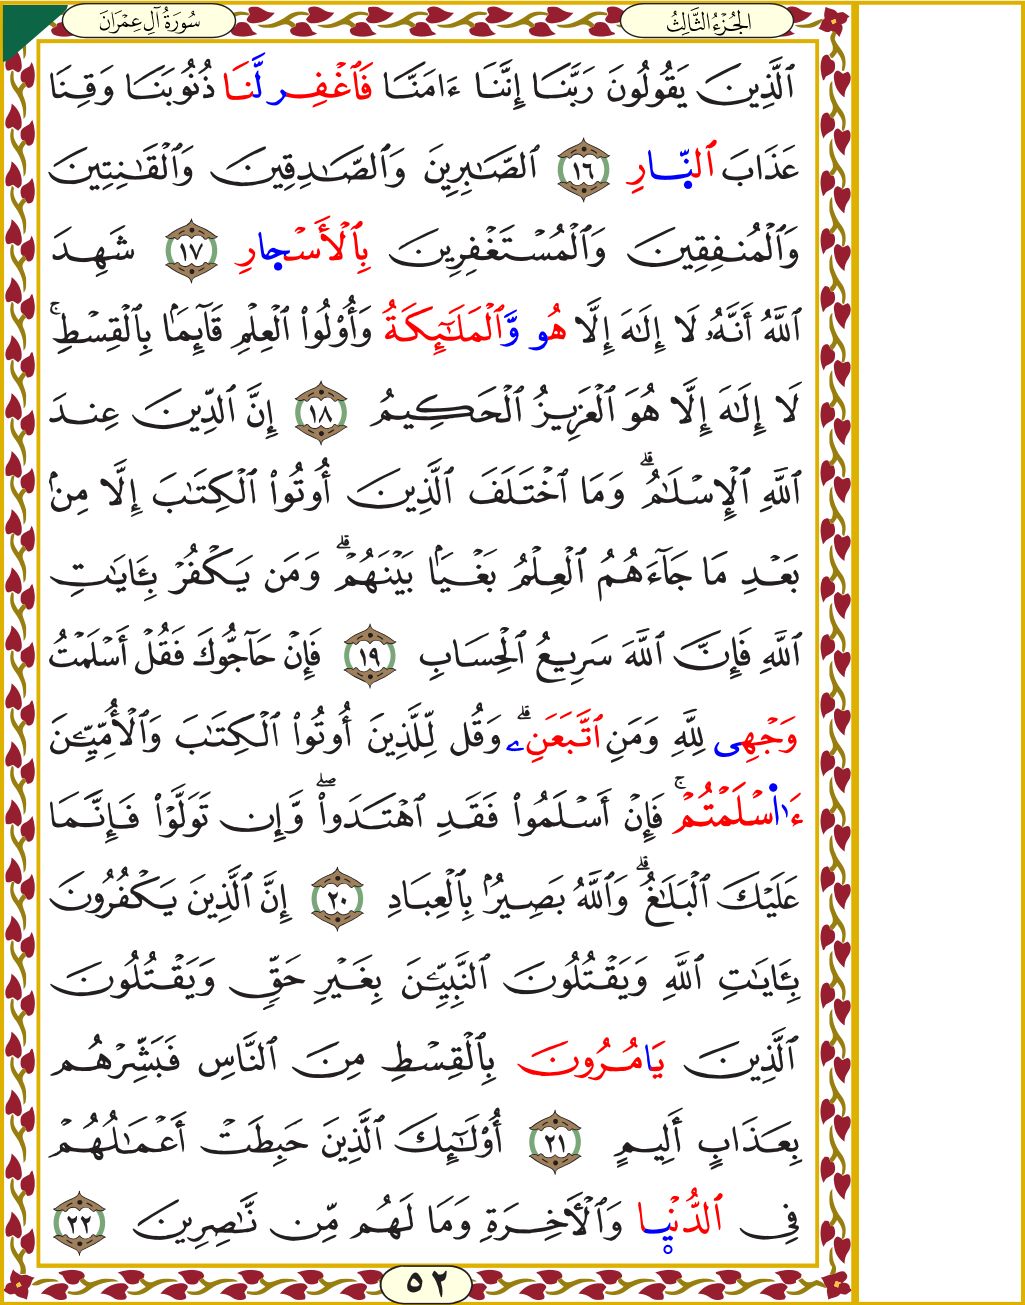 الجُزْءُ الثَّالِثُ
سُورَةُ آلِ عِمْرَانَ
ٱلَّذِينَ يَقُولُونَ رَبَّنَا إِنَّنَا ءَامَنَّا فَٱغْفِر لَّنَا ذُنُوبَنَا وَقِنَا
عَذَابَ ٱلنَّارِ ١٦ ٱلصَّٰبِرِينَ وَٱلصَّٰدِقِينَ وَٱلْقَٰنِتِينَ
وَٱلْمُنفِقِينَ وَٱلْمُسْتَغْفِرِينَ بِٱلْأَسْحارِ ١٧ شَهِدَ
ٱللَّهُ أَنَّهُۥ لَا إِلَٰهَ إِلَّا هُو وَّٱلْمَلَٰٓئِكَةُ وَأُوْلُوا۟ ٱلْعِلْمِ قَآئِمَۢا بِٱلْقِسْطِۚ
لَا إِلَٰهَ إِلَّا هُوَ ٱلْعَزِيزُ ٱلْحَكِيمُ ١٨ إِنَّ ٱلدِّينَ عِندَ
ٱللَّهِ ٱلْإِسْلَٰمُۗ وَمَا ٱخْتَلَفَ ٱلَّذِينَ أُوتُوا۟ ٱلْكِتَٰبَ إِلَّا مِنۢ
بَعْدِ مَا جَآءَهُمُ ٱلْعِلْمُ بَغْيَۢا بَيْنَهُمْۗ وَمَن يَكْفُرْ بِـَٔايَٰتِ
ٱللَّهِ فَإِنَّ ٱللَّهَ سَرِيعُ ٱلْحِسَابِ ١٩ فَإِنْ حَآجُّوكَ فَقُلْ أَسْلَمْتُ
وَجْهِى لِلَّهِ وَمَنِ ٱتَّبَعَنِۦۗ وَقُل لِّلَّذِينَ أُوتُوا۟ ٱلْكِتَٰبَ وَٱلْأُمِّيِّـۧنَ
ءَا۬سْلَمْتُمْۚ فَإِنْ أَسْلَمُوا۟ فَقَدِ ٱهْتَدَوا۟ۖ وَّإِن تَوَلَّوْا۟ فَإِنَّمَا
عَلَيْكَ ٱلْبَلَٰغُۗ وَٱللَّهُ بَصِيرُۢ بِٱلْعِبَادِ ٢٠ إِنَّ ٱلَّذِينَ يَكْفُرُونَ
بِـَٔايَٰتِ ٱللَّهِ وَيَقْتُلُونَ ٱلنَّبِيِّـۧنَ بِغَيْرِ حَقٍّ وَيَقْتُلُونَ
ٱلَّذِينَ يَامُرُونَ بِٱلْقِسْطِ مِنَ ٱلنَّاسِ فَبَشِّرْهُم
بِعَذَابٍ أَلِيمٍ ٢١ أُوْلَٰٓئِكَ ٱلَّذِينَ حَبِطَتْ أَعْمَٰلُهُمْ
فِى ٱلدُّنْيا وَٱلْأَخِرَةِ وَمَا لَهُم مِّن نَّٰصِرِينَ ٢٢
٥٢